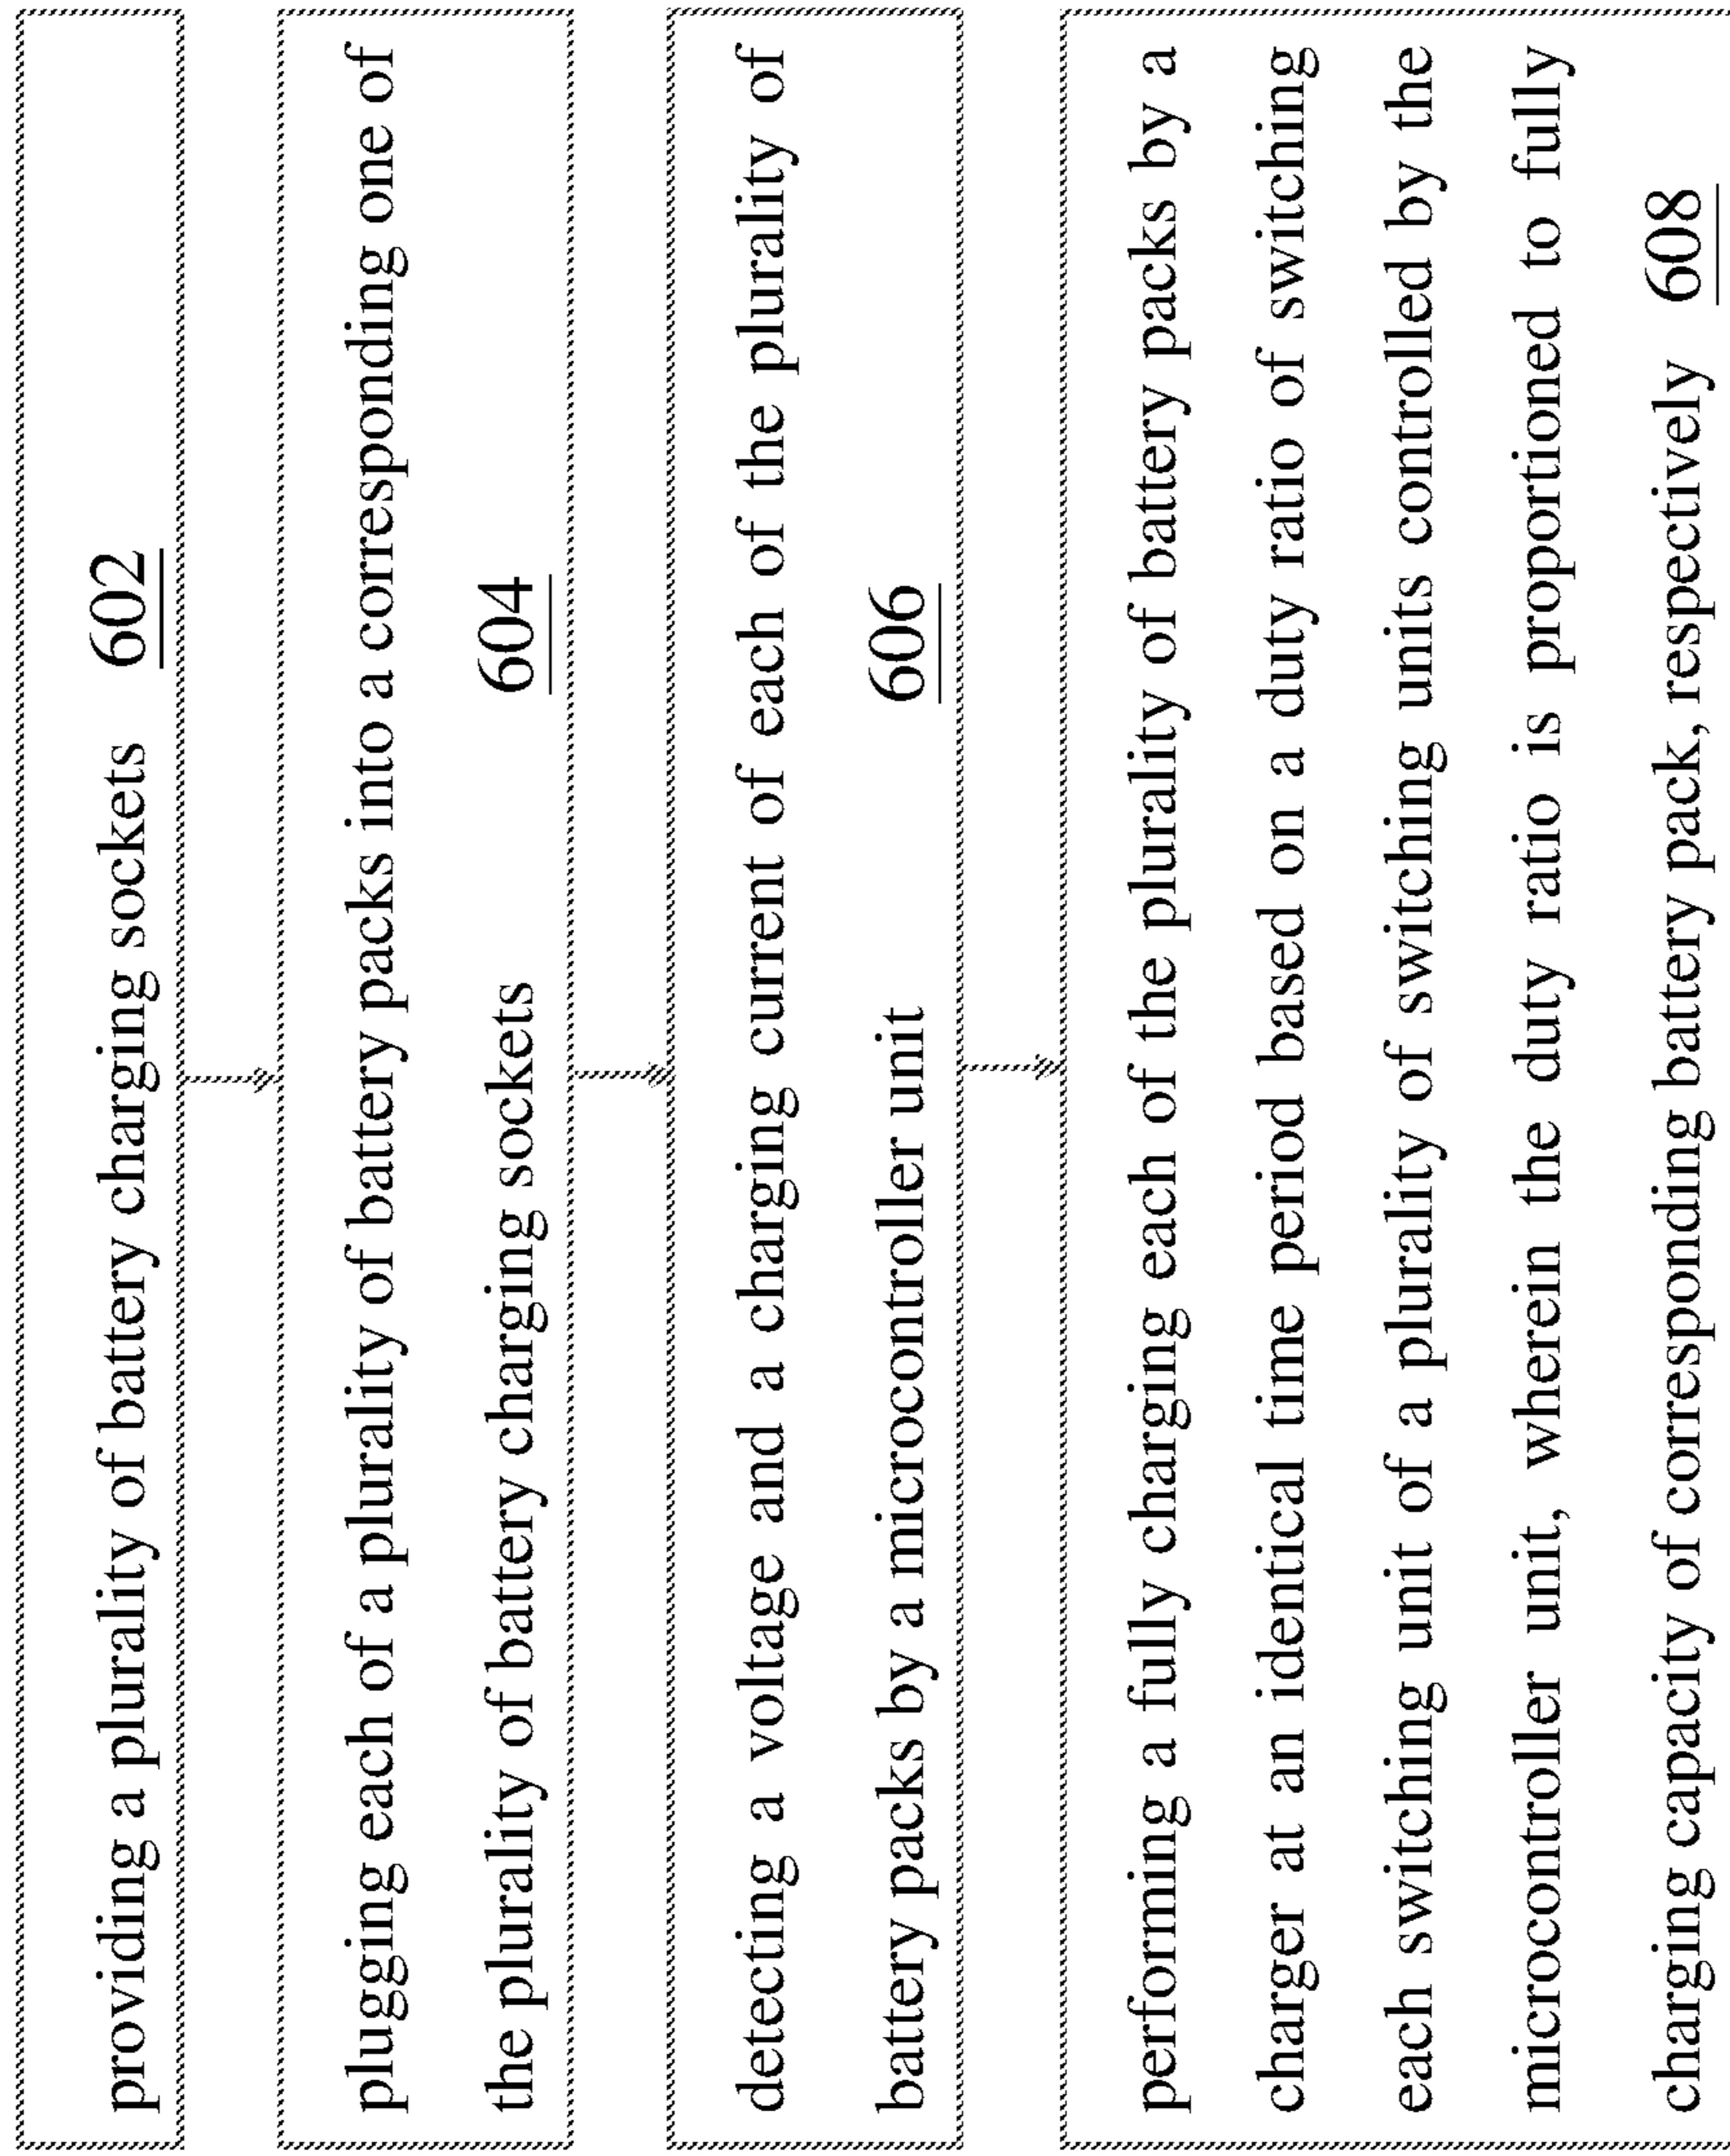 providing a plurality of battery charging sockets 602
plugging each of a plurality of battery packs into a corresponding one of
the plurality of battery charging sockets 604
detecting a voltage and a charging current of each of the plurality of
battery packs by a microcontroller unit 606
performing a fully charging each of the plurality of battery packs by a
charger at an identical time period based on a duty ratio of switching
each switching unit of a plurality of switching units controlled by the
microcontroller unit, wherein the duty ratio is proportioned to fully
charging capacity of corresponding battery pack, respectively 608